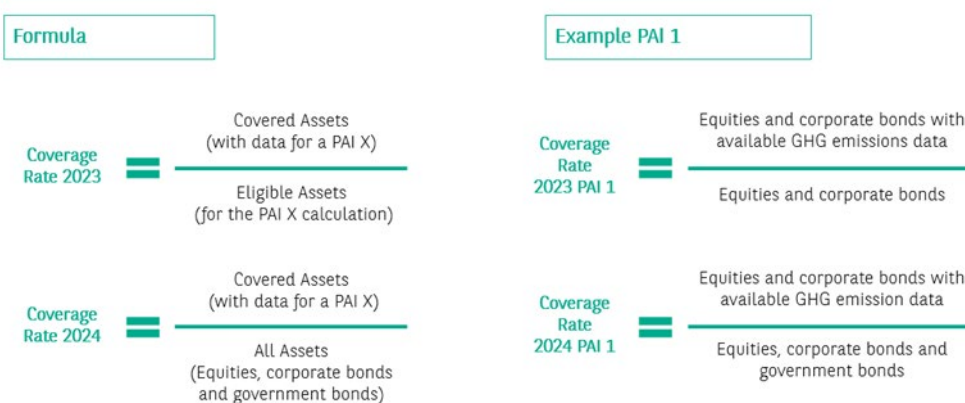 Formula
Example PAI 1
Coverage
Rate 2023
Covered Assets
(with data for a PAI X)
Eligible Assets
(for the PAI X calculation)
Coverage
Rate
2023 PAI 1
Equities and corporate bonds with
available GHG emissions data
Equities and corporate bonds
Coverage
Rate 2024
Covered Assets
(with data for a PAI X)
All Assets
(Equities, corporate bonds
and government bonds)
Coverage
Rate
2024 PAI 1
Equities and corporate bonds with
available GHG emission data
Equities, corporate bonds and
government bonds